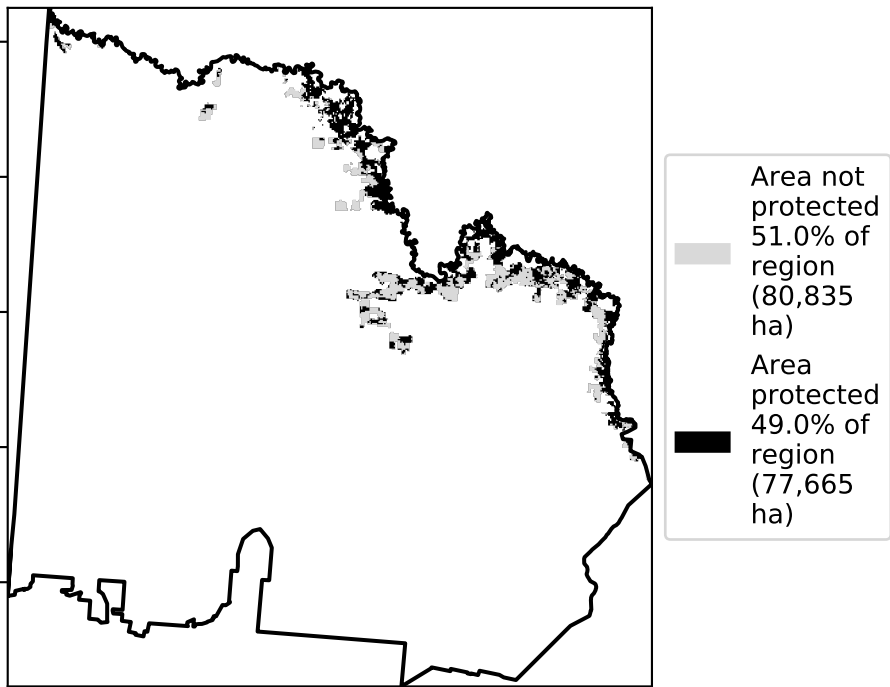 Area not
protected
51.0% of
region
(80,835
ha)
Area
protected
49.0% of
region
(77,665
ha)